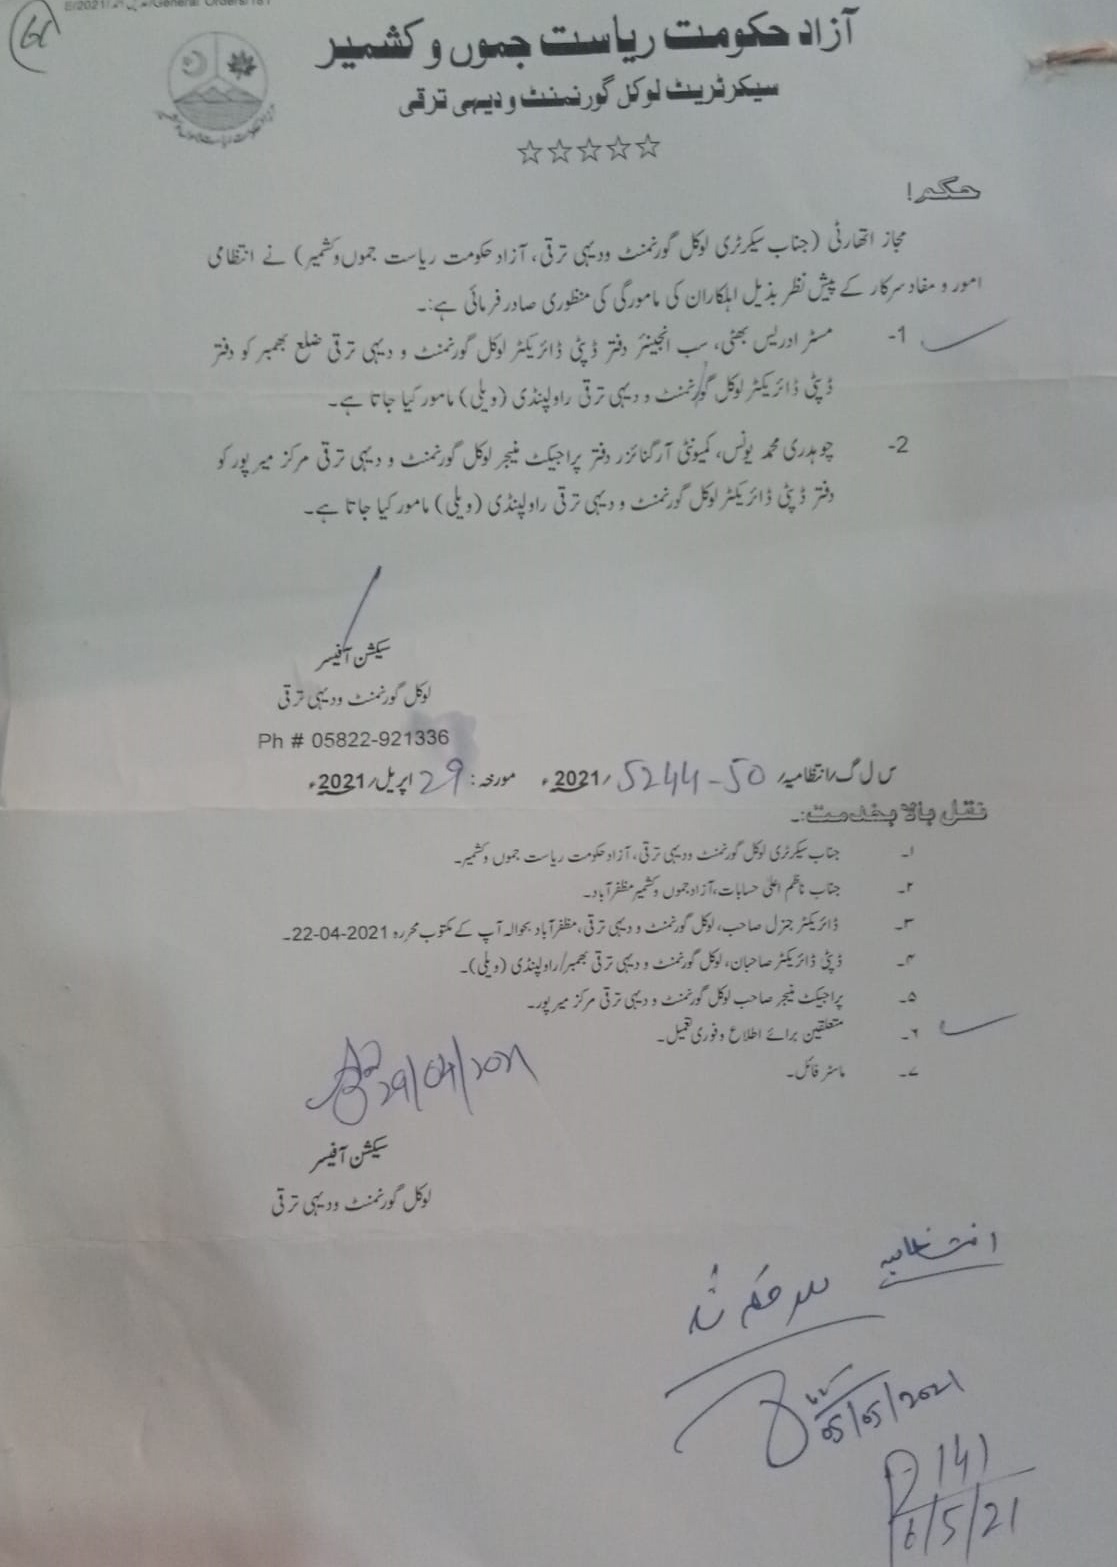 آزاد حکومت ریاست جموں و کشمیر
سیکرٹریٹ لوکل گورنمنٹ و دیہی ترقی
☆☆☆☆☆
حکم!
مجاز اتھارٹی (جناب سیکرٹری لوکل گورنمنٹ ودیہی ترقی، آزاد حکومت ریاست جموں وکشمیر) نے انتظامی
امور و مفاد سرکار کے پیش نظر بذیل اہلکاران کی مامورگی کی منظوری صادر فرمائی ہے:۔
1- مسٹر ادریس بھٹی، سب انجینئر دفتر ڈپٹی ڈائریکٹر لوکل گورنمنٹ و دیہی ترقی ضلع بھمبر کو دفتر
ڈپٹی ڈائریکٹر لوکل گورنمنٹ و دیہی ترقی راولپنڈی (ویلی) مامور کیا جاتا ہے۔
2- چوہدری محمد یونس، کمیونٹی آرگنائزر دفتر پراجیکٹ منیجر لوکل گورنمنٹ و دیہی ترقی مرکز میرپور کو
دفتر ڈپٹی ڈائریکٹر لوکل گورنمنٹ و دیہی ترقی راولپنڈی (ویلی) مامور کیا جاتا ہے۔
سیکشن آفیسر
لوکل گورنمنٹ ودیہی ترقی
Ph # 05822-921336
س ل گ/انتظامیہ/ 5244-50 /2021ء مورخہ: 29 اپریل/2021ء
نقل بالا بخدمت:۔
۱۔ جناب سیکرٹری لوکل گورنمنٹ ودیہی ترقی، آزاد حکومت ریاست جموں وکشمیر۔
۲۔ جناب ناظم اعلیٰ حسابات، آزاد جموں وکشمیر مظفرآباد۔
۳۔ ڈائریکٹر جنرل صاحب، لوکل گورنمنٹ و دیہی ترقی، مظفرآباد بحوالہ آپ کے مکتوب محررہ 22-04-2021۔
۴۔ ڈپٹی ڈائریکٹر صاحبان، لوکل گورنمنٹ و دیہی ترقی بھمبر/راولپنڈی (ویلی)۔
۵۔ پراجیکٹ منیجر صاحب لوکل گورنمنٹ و دیہی ترقی مرکز میرپور۔
۶۔ متعلقین برائے اطلاع و فوری تعمیل۔
۷۔ ماسٹر فائل۔
29/04/2021
سیکشن آفیسر
لوکل گورنمنٹ ودیہی ترقی
انتظامیہ
05/05/2021
141
6/5/21